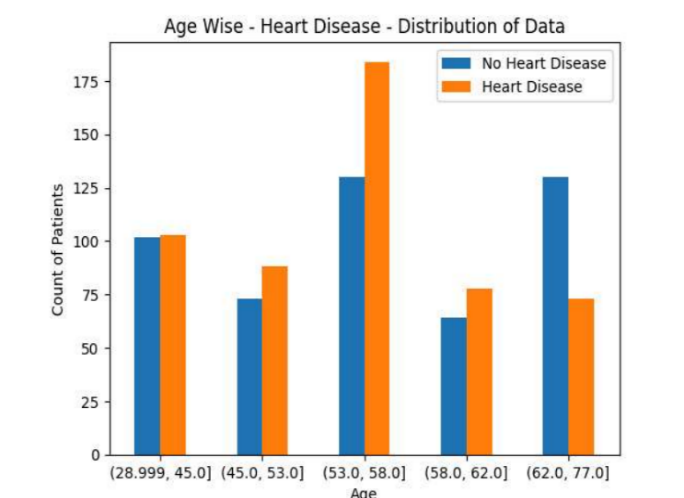 Age Wise - Heart Disease - Distribution of Data
No Heart Disease
Heart Disease
175
150
125
100
75
50
25
0
Count of Patients
(28.999, 45.0] (45.0, 53.0] (53.0, 58.0] (58.0, 62.0] (62.0, 77.0]
Age